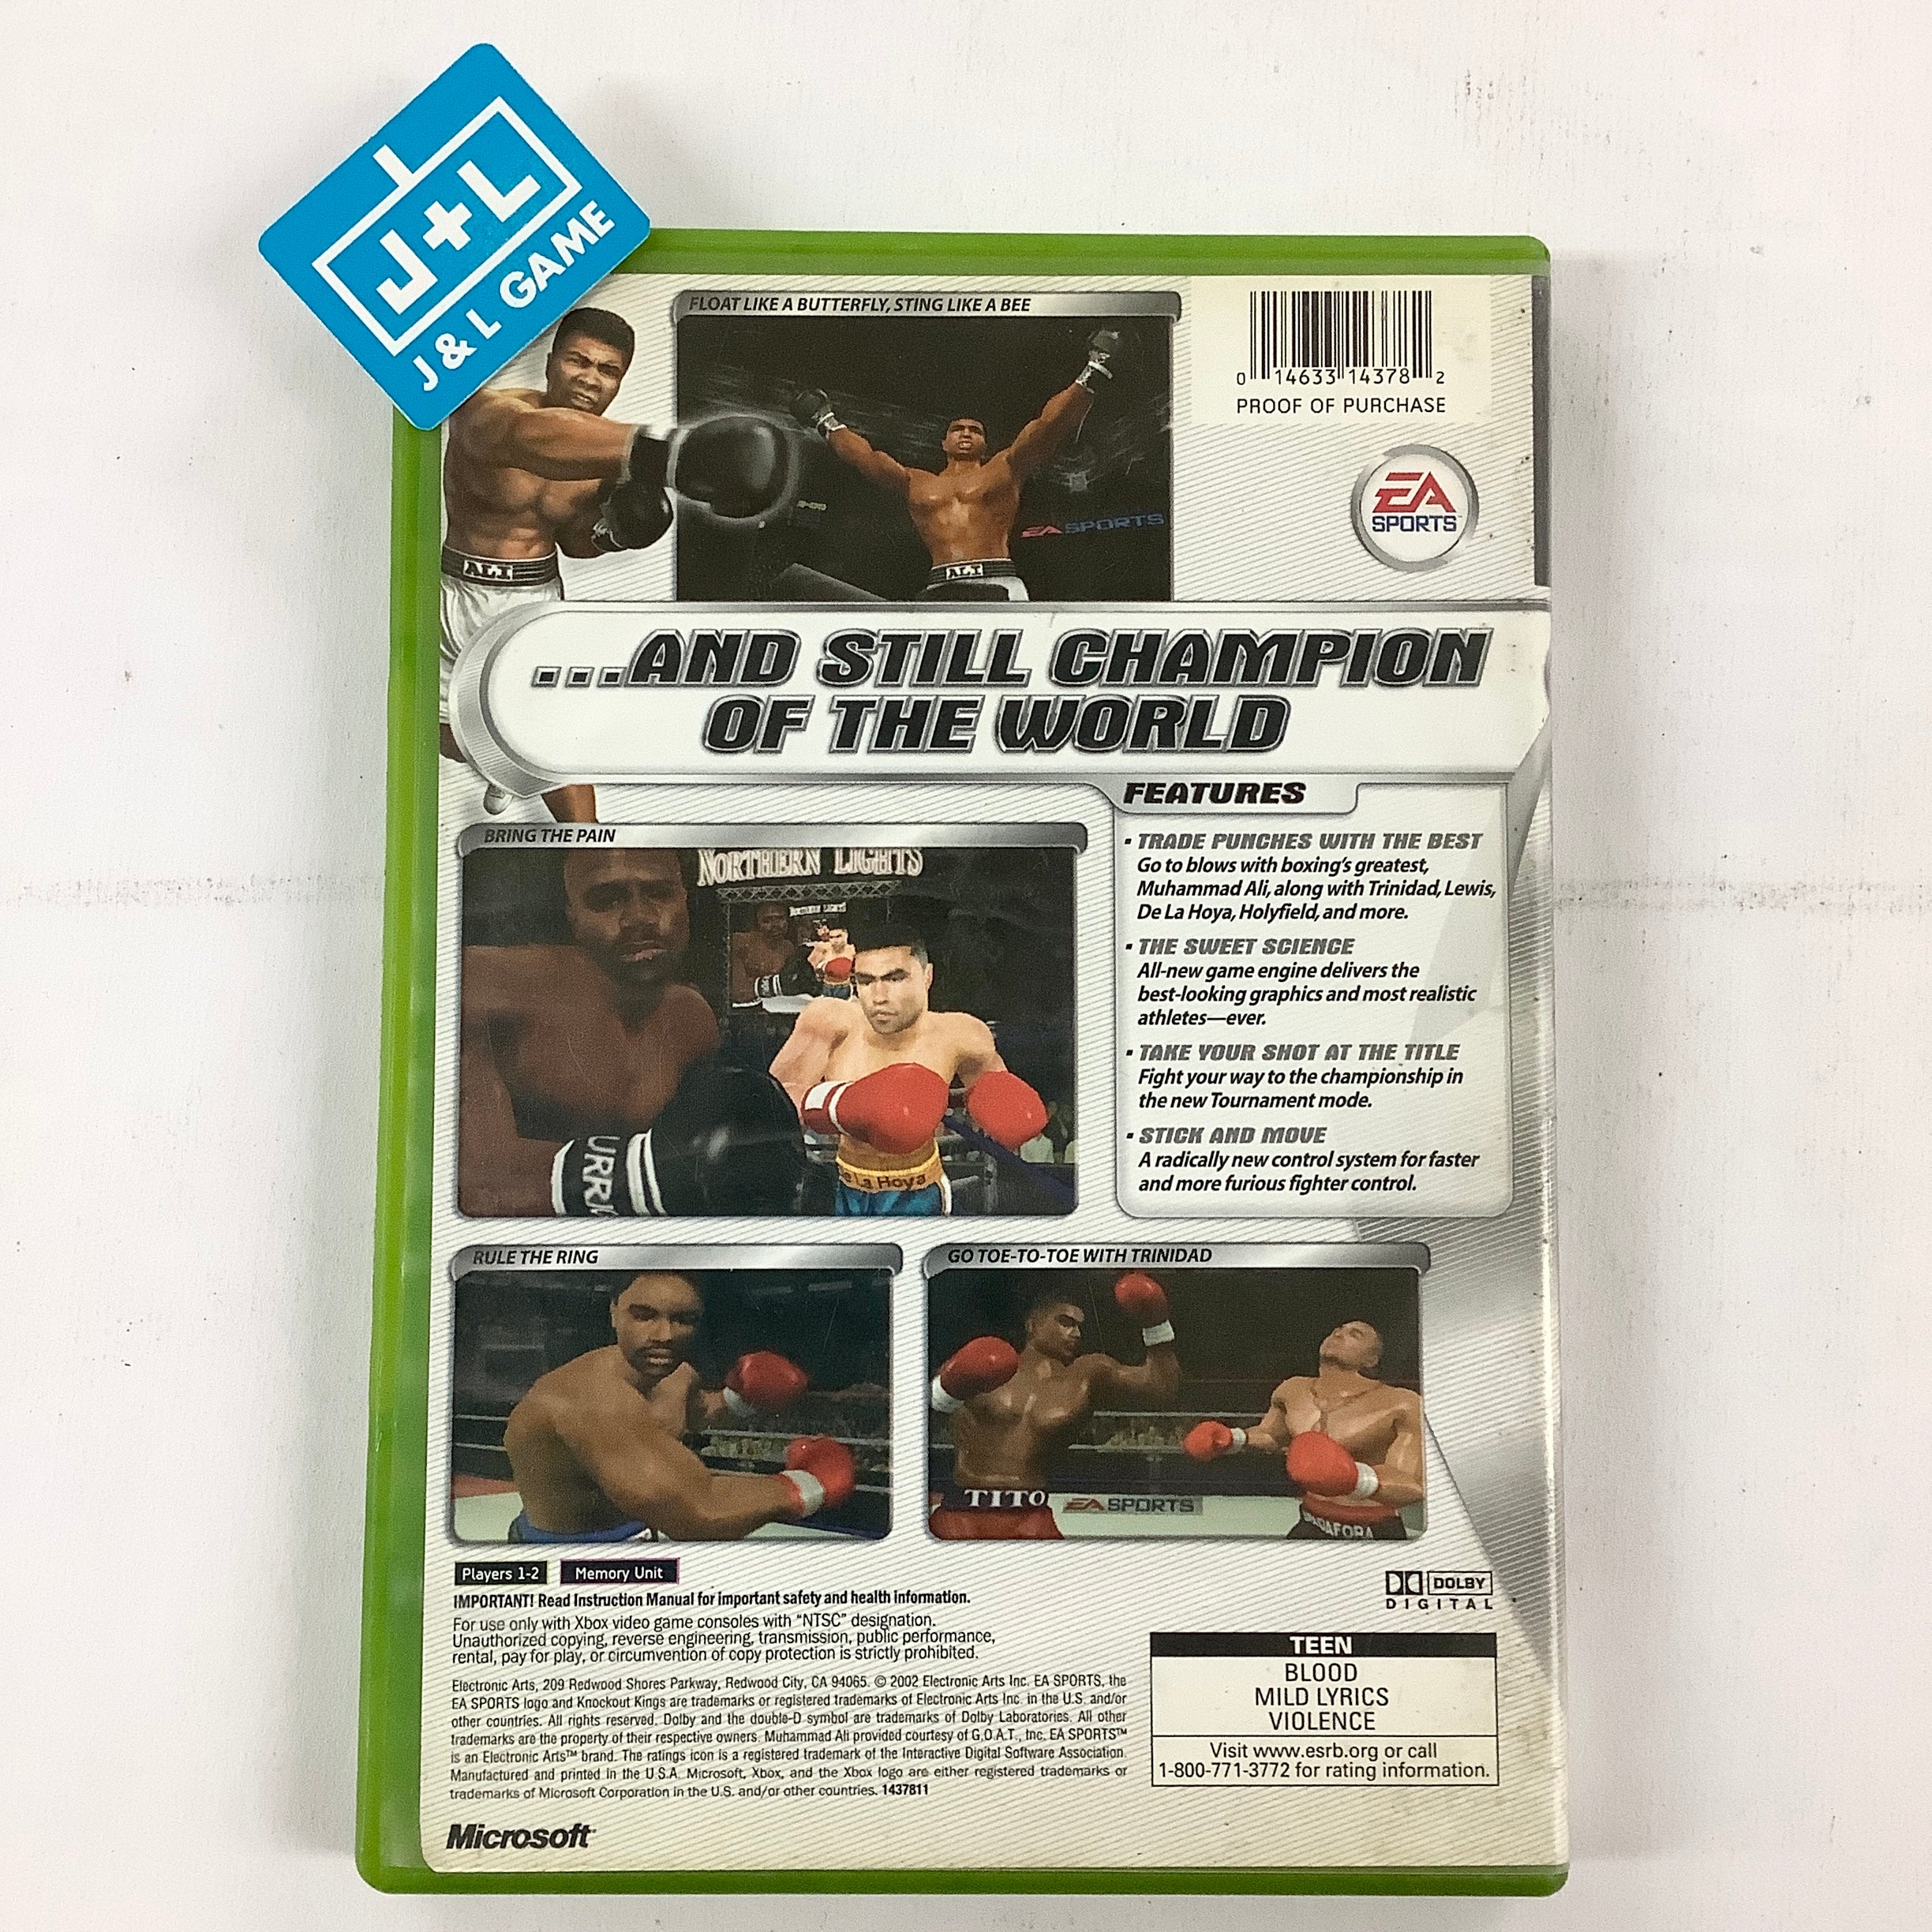 J+L
J & L GAME
FLOAT LIKE A BUTTERFLY, STING LIKE A BEE
0 14633 14378 2
PROOF OF PURCHASE
EA
SPORTS
EA SPORTS
ALI
ALI
...AND STILL CHAMPION
OF THE WORLD
FEATURES
▪ TRADE PUNCHES WITH THE BEST
Go to blows with boxing's greatest,
Muhammad Ali, along with Trinidad, Lewis,
De La Hoya, Holyfield, and more.
▪ THE SWEET SCIENCE
All-new game engine delivers the
best-looking graphics and most realistic
athletes—ever.
▪ TAKE YOUR SHOT AT THE TITLE
Fight your way to the championship in
the new Tournament mode.
▪ STICK AND MOVE
A radically new control system for faster
and more furious fighter control.
BRING THE PAIN
NORTHERN LIGHTS
NORTHERN LIGHTS
URRI
e La Hoya
RULE THE RING
GO TOE-TO-TOE WITH TRINIDAD
TITO
EA SPORTS
Players 1-2
Memory Unit
IMPORTANT! Read Instruction Manual for important safety and health information.
For use only with Xbox video game consoles with "NTSC" designation.
Unauthorized copying, reverse engineering, transmission, public performance,
rental, pay for play, or circumvention of copy protection is strictly prohibited.
Electronic Arts, 209 Redwood Shores Parkway, Redwood City, CA 94065. © 2002 Electronic Arts Inc. EA SPORTS, the
EA SPORTS logo and Knockout Kings are trademarks or registered trademarks of Electronic Arts Inc. in the U.S. and/or
other countries. All rights reserved. Dolby and the double-D symbol are trademarks of Dolby Laboratories. All other
trademarks are the property of their respective owners. Muhammad Ali provided courtesy of G.O.A.T., Inc. EA SPORTS™
is an Electronic Arts™ brand. The ratings icon is a registered trademark of the Interactive Digital Software Association.
Manufactured and printed in the U.S.A. Microsoft, Xbox, and the Xbox logo are either registered trademarks or
trademarks of Microsoft Corporation in the U.S. and/or other countries. 1437811
Microsoft
DOLBY
DIGITAL
TEEN
BLOOD
MILD LYRICS
VIOLENCE
Visit www.esrb.org or call
1-800-771-3772 for rating information.